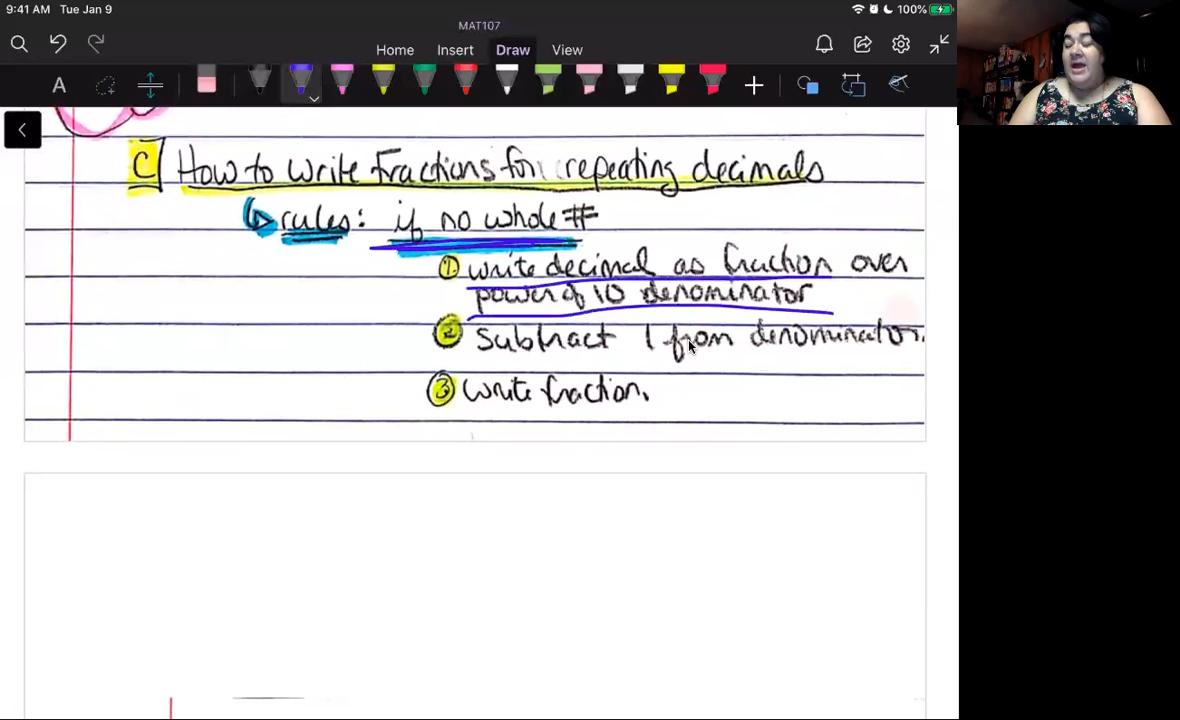 9:41 AM Tue Jan 9
100%
MAT107
Home Insert Draw View
A
C How to write fractions for repeating decimals
rules: if no whole #
1. write decimal as fraction over
power of 10 denominator
2 subtract 1 from denominator.
3 write fraction.